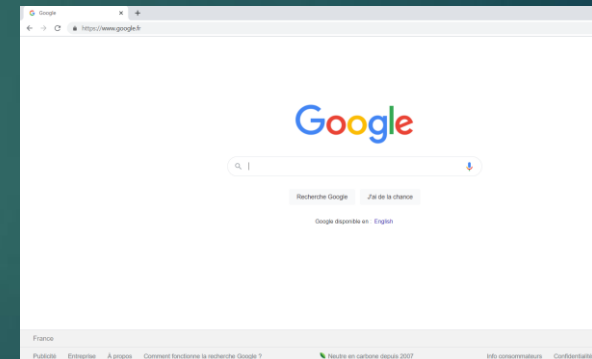 Google
https://www.google.fr
Google
Recherche Google J'ai de la chance
Google disponible en : English
France
Publicité Entreprise À propos Comment fonctionne la recherche Google ? Neutre en carbone depuis 2007 Info consommateurs Confidentialité